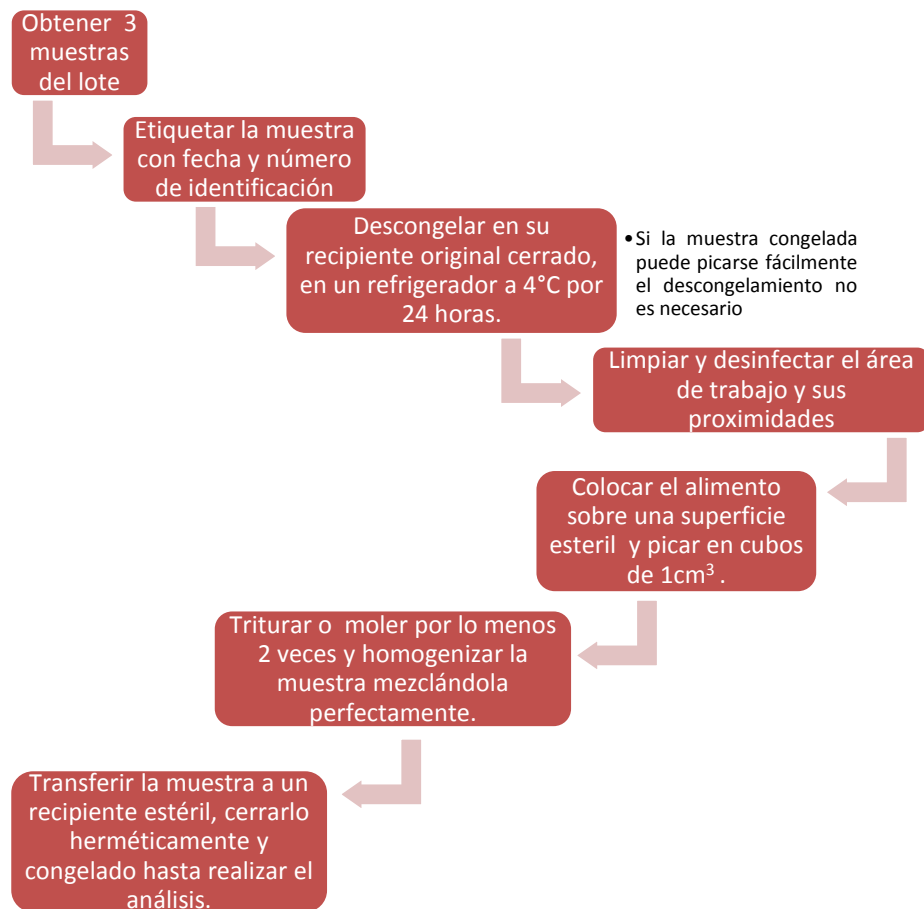 Obtener 3
muestras
del lote
Etiquetar la muestra
con fecha y número
de identificación
Descongelar en su
recipiente original cerrado,
en un refrigerador a 4°C por
24 horas.
•Si la muestra congelada
puede picarse fácilmente
el descongelamiento no
es necesario
Limpiar y desinfectar el área
de trabajo y sus
proximidades
Colocar el alimento
sobre una superficie
esteril y picar en cubos
de 1cm³ .
Triturar o moler por lo menos
2 veces y homogenizar la
muestra mezclándola
perfectamente.
Transferir la muestra a un
recipiente estéril, cerrarlo
herméticamente y
congelado hasta realizar el
análisis.